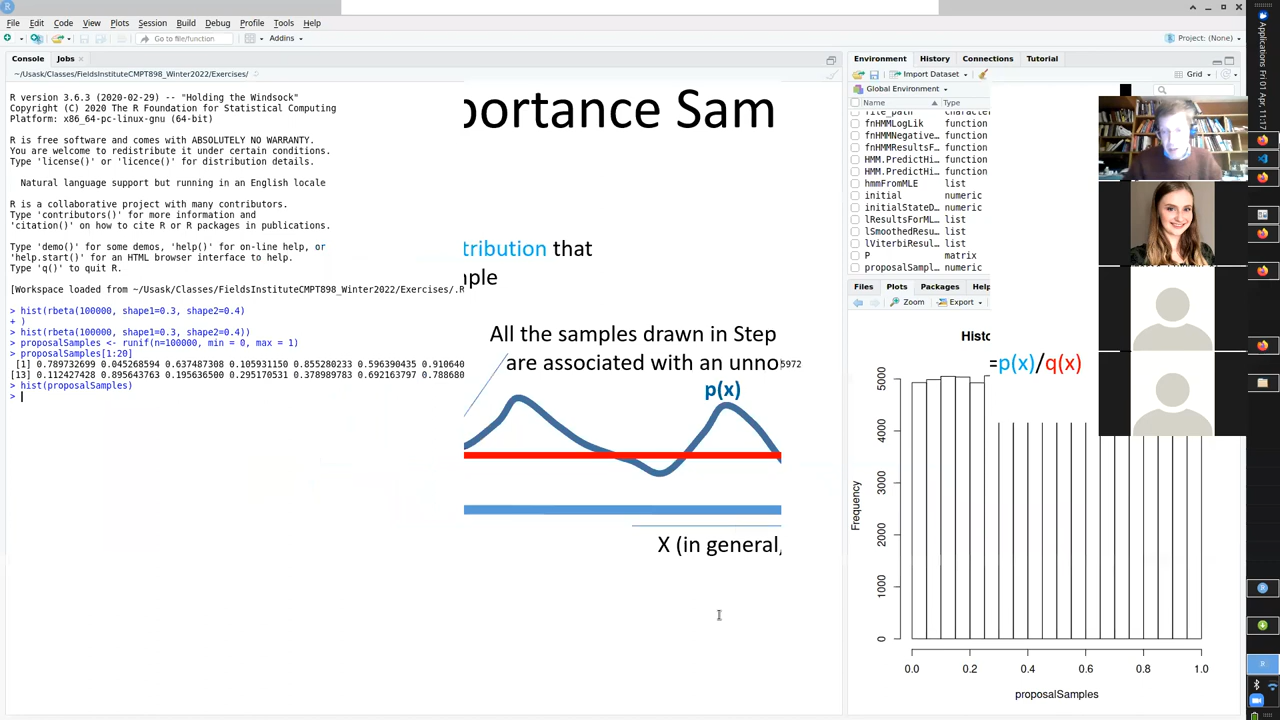 File Edit Code View Plots Session Build Debug Profile Tools Help
Go to file/function
Addins
Project: (None)
Console Jobs
~/Usask/Classes/FieldsInstituteCMPT898_Winter2022/Exercises/
R version 3.6.3 (2020-02-29) -- "Holding the Windsock"
Copyright (C) 2020 The R Foundation for Statistical Computing
Platform: x86_64-pc-linux-gnu (64-bit)
R is free software and comes with ABSOLUTELY NO WARRANTY.
You are welcome to redistribute it under certain conditions.
Type 'license()' or 'licence()' for distribution details.
Natural language support but running in an English locale
R is a collaborative project with many contributors.
Type 'contributors()' for more information and
'citation()' on how to cite R or R packages in publications.
Type 'demo()' for some demos, 'help()' for on-line help, or
'help.start()' for an HTML browser interface to help.
Type 'q()' to quit R.
[Workspace loaded from ~/Usask/Classes/FieldsInstituteCMPT898_Winter2022/Exercises/.R
> hist(rbeta(100000, shape1=0.3, shape2=0.4)
+ )
> hist(rbeta(100000, shape1=0.3, shape2=0.4))
> proposalSamples <- runif(n=100000, min = 0, max = 1)
> proposalSamples[1:20]
[1] 0.789732699 0.045268594 0.637487308 0.105931150 0.855280233 0.596390435 0.910640
[13] 0.112427428 0.895643763 0.195636500 0.295170531 0.378989783 0.692163797 0.788680
> hist(proposalSamples)
>
portance Sam
tribution that
ple
All the samples drawn in Step
are associated with an unno
5972
p(x)
X (in general,
Environment History Connections Tutorial
Import Dataset
Grid
Global Environment
Name Type
file_path character
fnHMMLogLik function
fnHMMNegative… function
fnHMMResultsF… function
HMM.PredictHi… function
HMM.PredictHi… function
hmmFromMLE list
initial numeric
initialStateD… numeric
lResultsForML… list
lSmoothedResu… list
lViterbiResul… list
P matrix
proposalSampl… numeric
Files Plots Packages Help
Zoom Export
Histo
=p(x)/q(x)
Frequency
5000
4000
3000
2000
1000
0
0.0 0.2 0.4 0.6 0.8 1.0
proposalSamples
Applications
Fri 01 Apr, 11:17